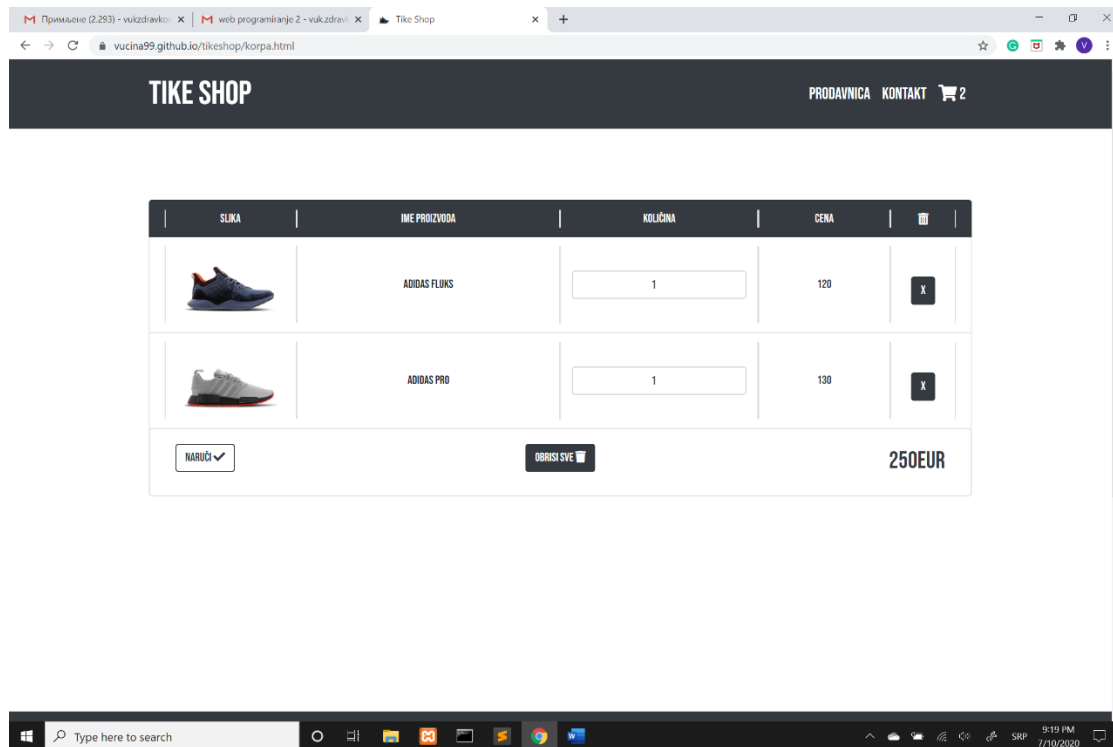 Примљене (2.293) - vukzdravkov
web programiranje 2 - vuk.zdravk
Tike Shop
vucina99.github.io/tikeshop/korpa.html
V
TIKE SHOP
PRODAVNICA KONTAKT 2
SLIKA IME PROIZVODA KOLIČINA CENA
ADIDAS FLUKS 1 120 X
ADIDAS PRO 1 130 X
NARUČI OBRISI SVE 250EUR
Type here to search
SRP
9:19 PM
7/10/2020